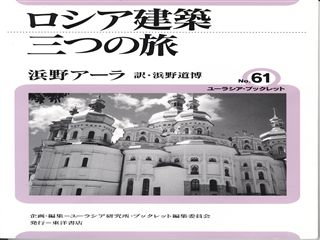 ロシア建築
三つの旅
浜野アーラ 訳・浜野道博
No.61
ユーラシア・ブックレット
企画・編集=ユーラシア研究所・ブックレット編集委員会
発行=東洋書店